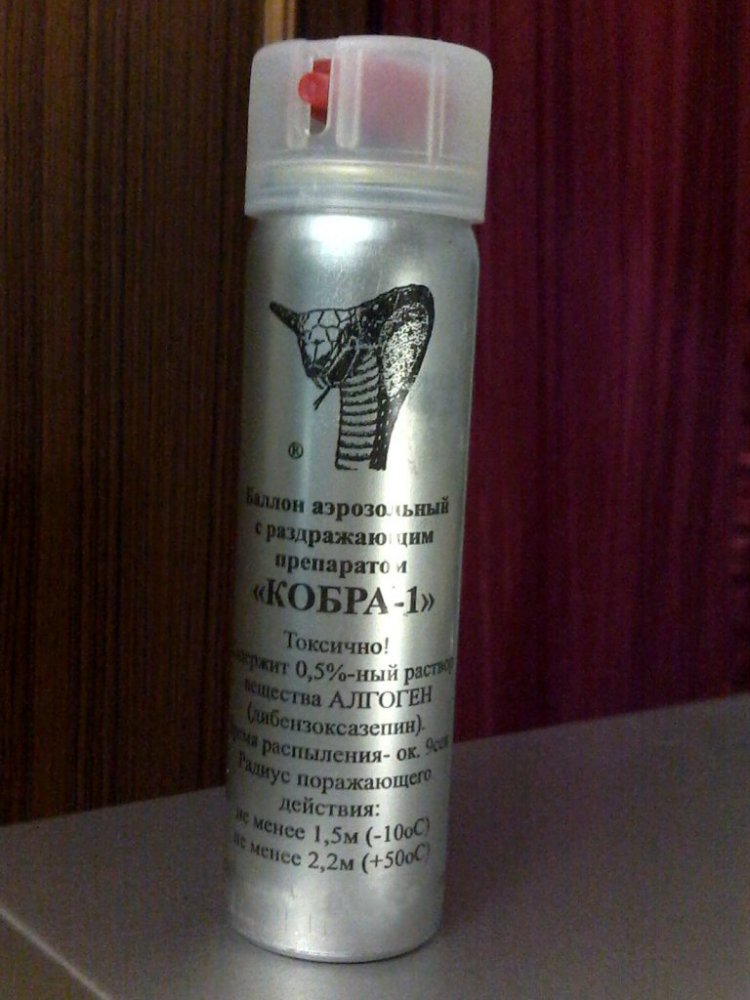 ®
Баллон аэрозольный
с раздражающим
препаратом
«КОБРА-1»
Токсично!
содержит 0,5%-ный раствор
вещества АЛГОГЕН
(дибензоксазепин).
время распыления- ок. 9сек
Радиус поражающего
действия:
не менее 1,5м (-10оС)
не менее 2,2м (+50оС)